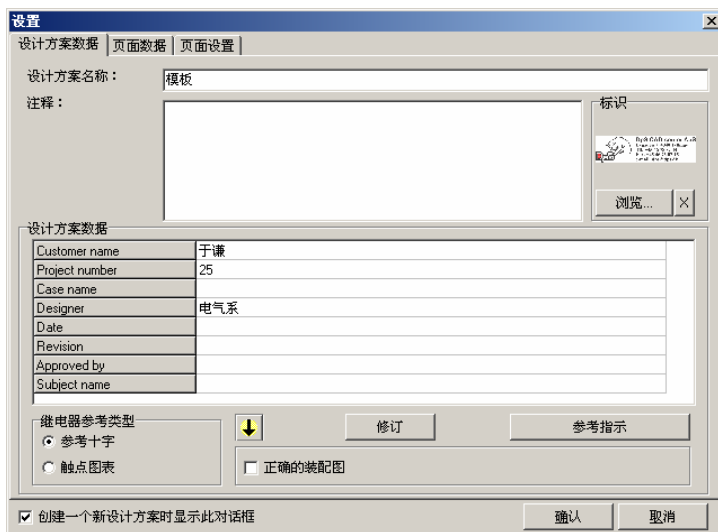 设置
设计方案数据 页面数据 页面设置
设计方案名称： 模板
注释： 标识
浏览... X
设计方案数据
Customer name 于谦
Project number 25
Case name
Designer 电气系
Date
Revision
Approved by
Subject name
继电器参考类型 修订 参考指示
参考十字
触点图表 正确的装配图
创建一个新设计方案时显示此对话框 确认 取消